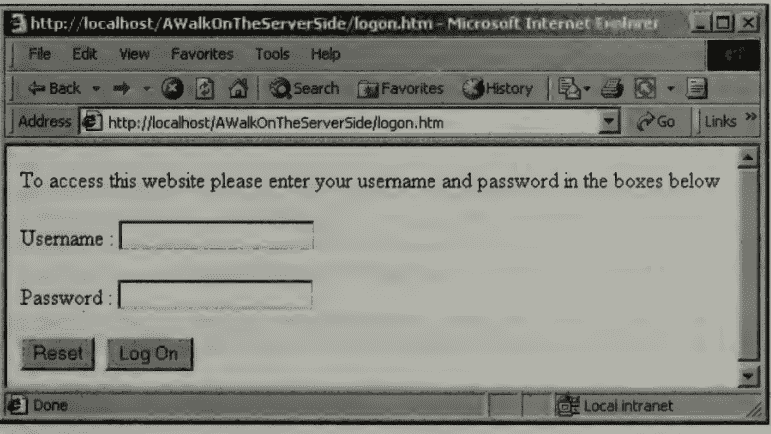 http://localhost/AWalkOnTheServerSide/logon.htm - Microsoft Internet Explorer
File Edit View Favorites Tools Help
Back Search Favorites History
Address http://localhost/AWalkOnTheServerSide/logon.htm Go Links »
To access this website please enter your username and password in the boxes below
Username :
Password :
Reset Log On
Done Local intranet